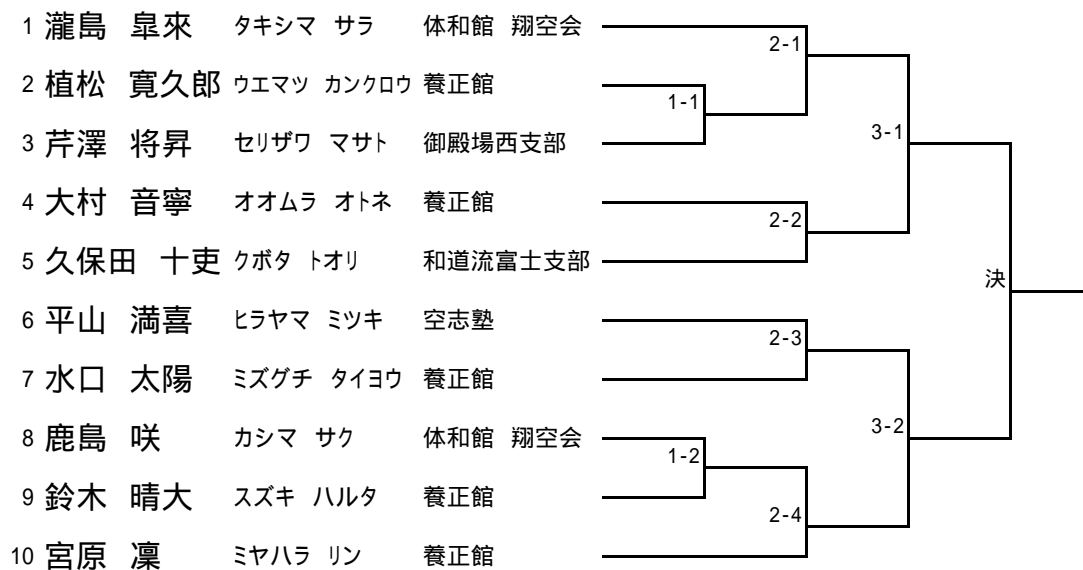 1 瀧島 皐來 タキシマ サラ 体和館 翔空会
2 植松 寛久郎 ウエマツ カンクロウ 養正館
3 芹澤 将昇 セリザワ マサト 御殿場西支部
4 大村 音寧 オオムラ オトネ 養正館
5 久保田 十吏 クボタ トオリ 和道流富士支部
6 平山 満喜 ヒラヤマ ミツキ 空志塾
7 水口 太陽 ミズグチ タイヨウ 養正館
8 鹿島 咲 カシマ サク 体和館 翔空会
9 鈴木 晴大 スズキ ハルタ 養正館
10 宮原 凜 ミヤハラ リン 養正館
1-1
1-2
2-1
2-2
2-3
2-4
3-1
3-2
決